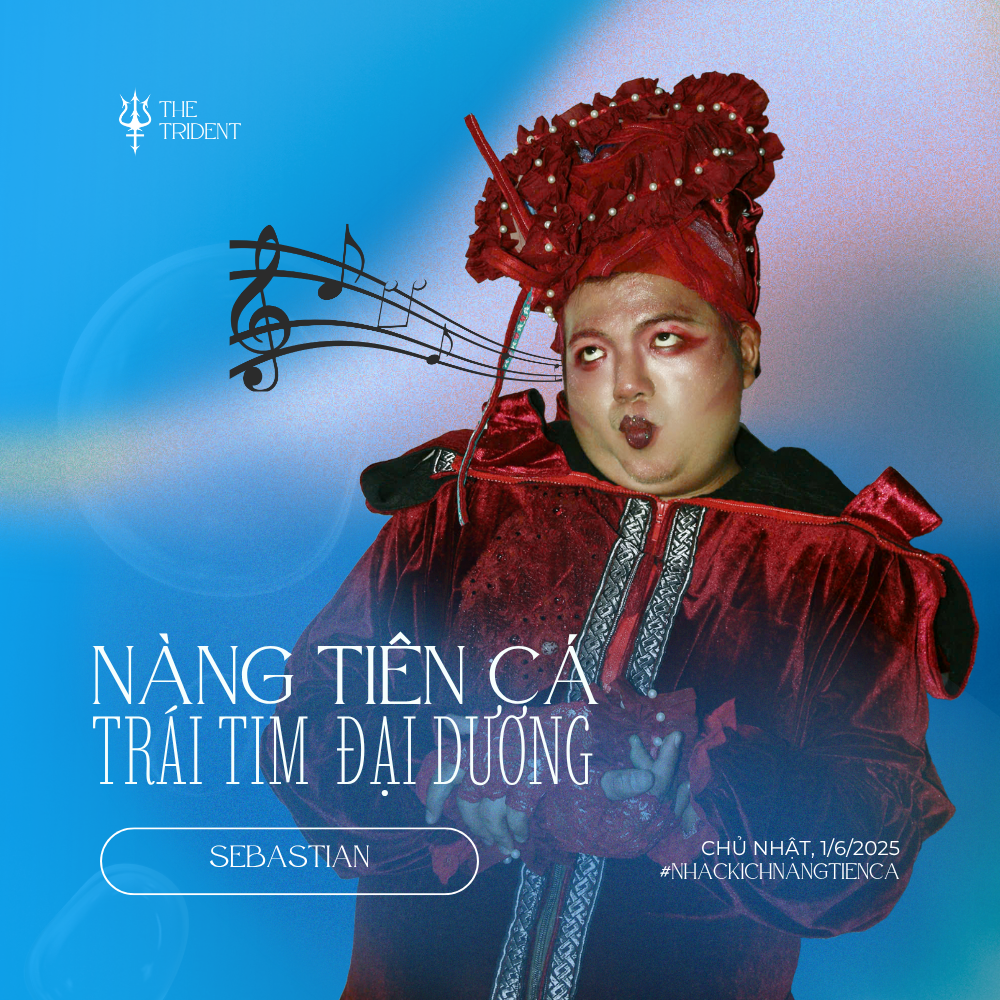 THE
TRIDENT
NÀNG TIÊN CÁ
TRÁI TIM ĐẠI DƯƠNG
SEBASTIAN
CHỦ NHẬT, 1/6/2025
#NHACKICHNANGTIENCA